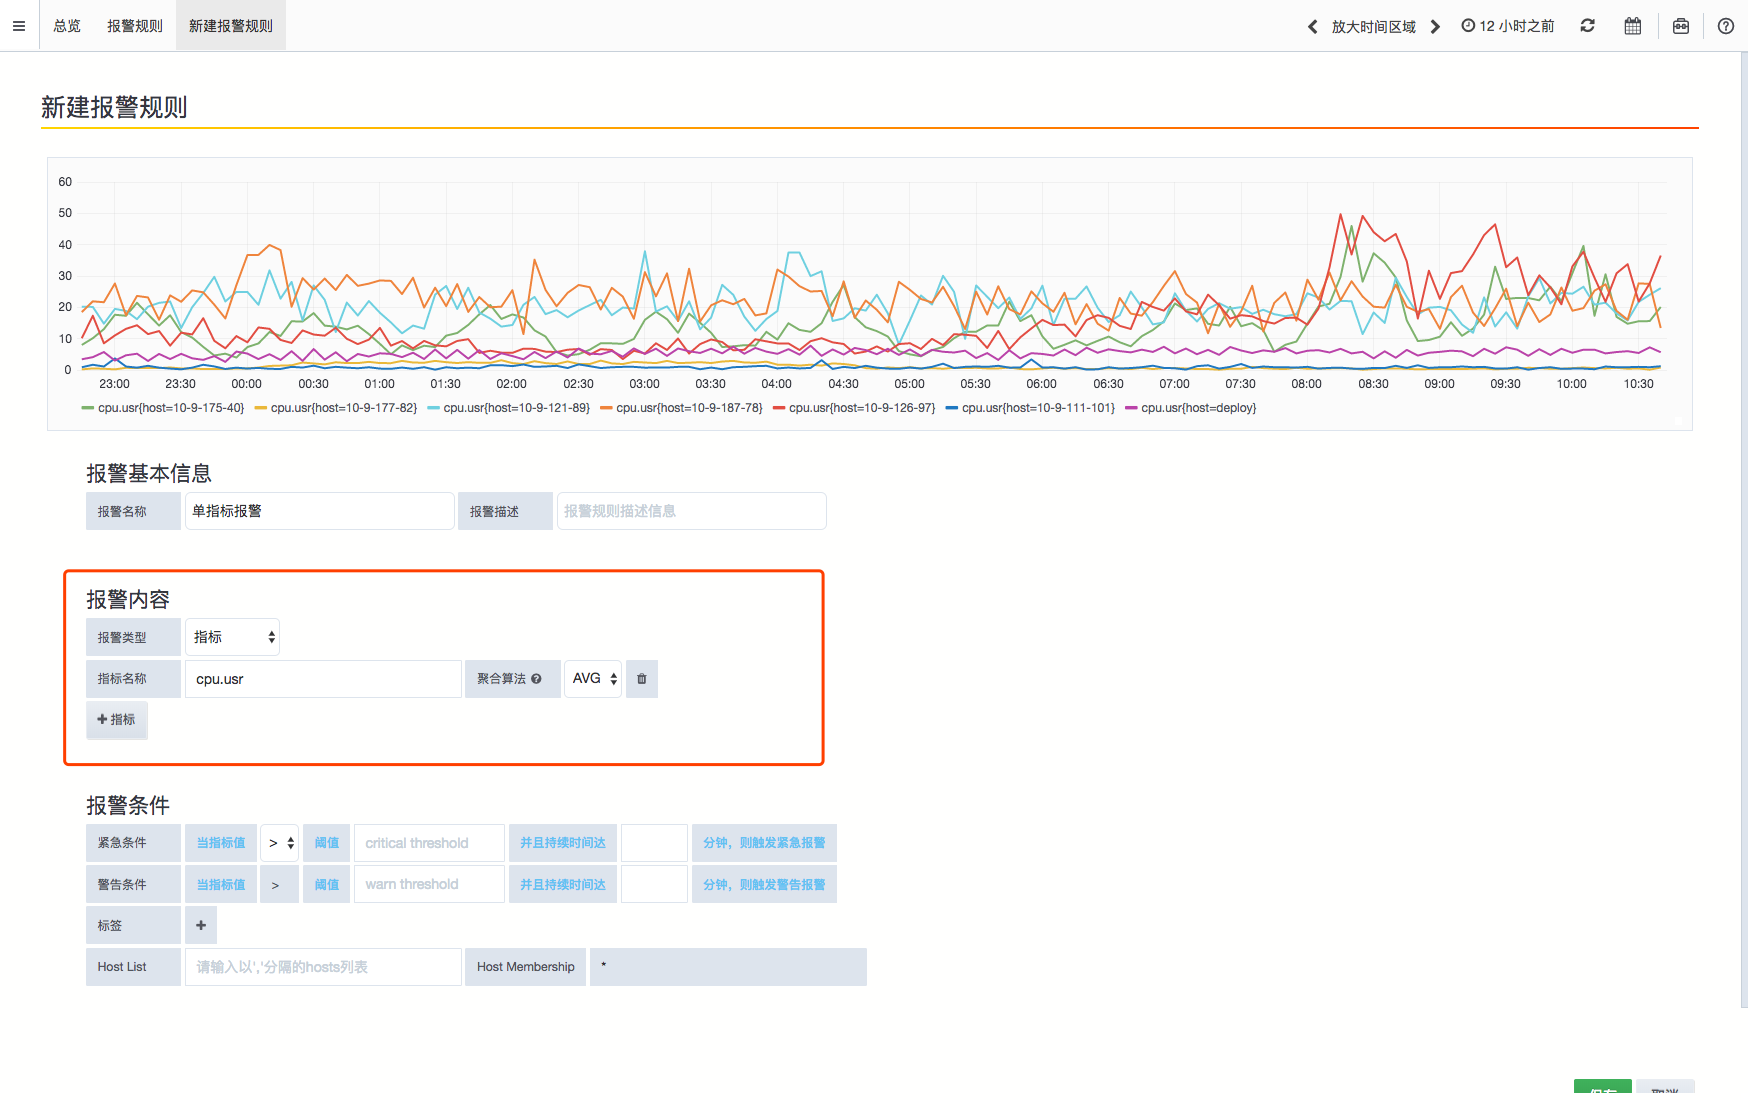 总览 报警规则 新建报警规则 放大时间区域 12 小时之前
新建报警规则
60
50
40
30
20
10
0
23:00 23:30 00:00 00:30 01:00 01:30 02:00 02:30 03:00 03:30 04:00 04:30 05:00 05:30 06:00 06:30 07:00 07:30 08:00 08:30 09:00 09:30 10:00 10:30
cpu.usr{host=10-9-175-40} cpu.usr{host=10-9-177-82} cpu.usr{host=10-9-121-89} cpu.usr{host=10-9-187-78} cpu.usr{host=10-9-126-97} cpu.usr{host=10-9-111-101} cpu.usr{host=deploy}
报警基本信息
报警名称 单指标报警 报警描述 报警规则描述信息
报警内容
报警类型 指标
指标名称 cpu.usr 聚合算法 AVG
+ 指标
报警条件
紧急条件 当指标值 > 阈值 critical threshold 并且持续时间达 分钟，则触发紧急报警
警告条件 当指标值 > 阈值 warn threshold 并且持续时间达 分钟，则触发警告报警
标签 +
Host List 请输入以','分隔的hosts列表 Host Membership *
保存 取消